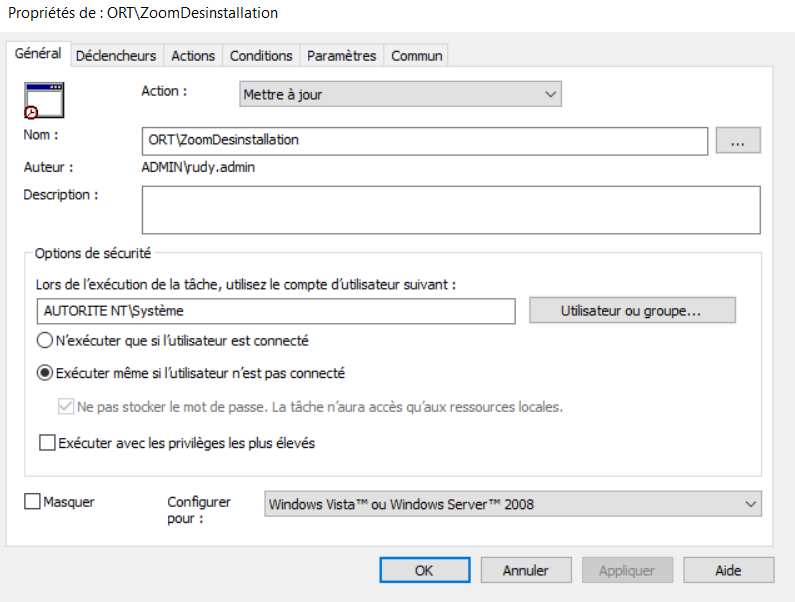 Propriétés de : ORT\ZoomDesinstallation
Général Déclencheurs Actions Conditions Paramètres Commun
Action : Mettre à jour
Nom : ORT\ZoomDesinstallation ...
Auteur : ADMIN\rudy.admin
Description :
Options de sécurité
Lors de l'exécution de la tâche, utilisez le compte d'utilisateur suivant :
AUTORITE NT\Système Utilisateur ou groupe...
N'exécuter que si l'utilisateur est connecté
Exécuter même si l'utilisateur n'est pas connecté
Ne pas stocker le mot de passe. La tâche n'aura accès qu'aux ressources locales.
Exécuter avec les privilèges les plus élevés
Masquer Configurer pour : Windows Vista™ ou Windows Server™ 2008
OK Annuler Appliquer Aide